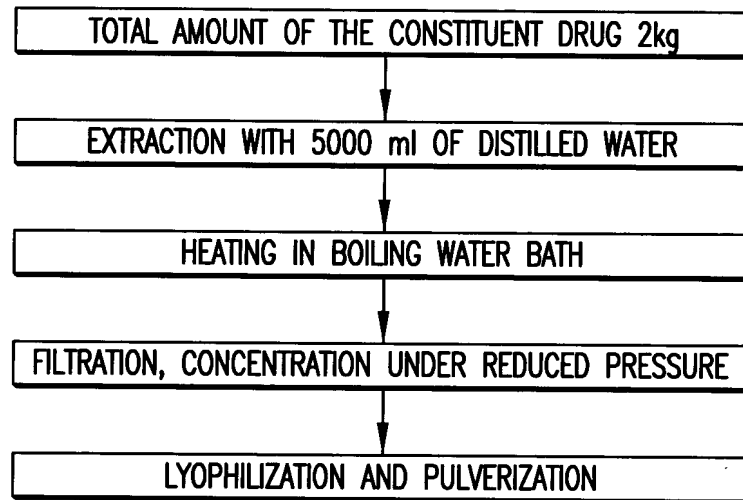 TOTAL AMOUNT OF THE CONSTITUENT DRUG 2kg
EXTRACTION WITH 5000 ml OF DISTILLED WATER
HEATING IN BOILING WATER BATH
FILTRATION, CONCENTRATION UNDER REDUCED PRESSURE
LYOPHILIZATION AND PULVERIZATION